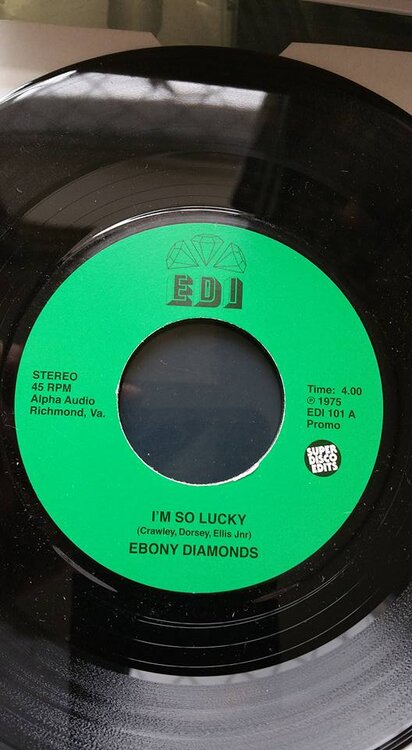 EDI
STEREO
45 RPM
Alpha Audio
Richmond, Va.
Time: 4.00
℗ 1975
EDI 101 A
Promo
SUPER
DISCO
EDITS
I'M SO LUCKY
(Crawley, Dorsey, Ellis Jnr)
EBONY DIAMONDS